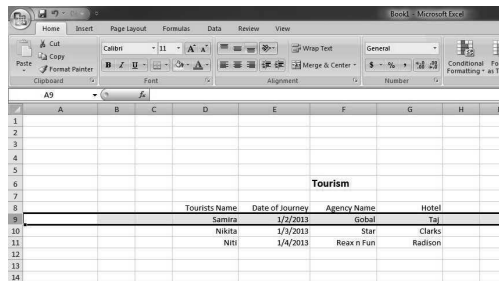 Book1 - Microsoft Excel
Home Insert Page Layout Formulas Data Review View
Cut
Copy
Format Painter
Paste
Calibri 11 A A
Wrap Text
General
B I U A
Merge & Center
$ % ,
Conditional
Formatting
as T
Clipboard Font Alignment Number
A9 fx
A B C D E F G H
1
2
3
4
5
6 Tourism
7
8 Tourists Name Date of Journey Agency Name Hotel
9 Samira 1/2/2013 Gobal Taj
10 Nikita 1/3/2013 Star Clarks
11 Niti 1/4/2013 Reax n Fun Radison
12
13
14